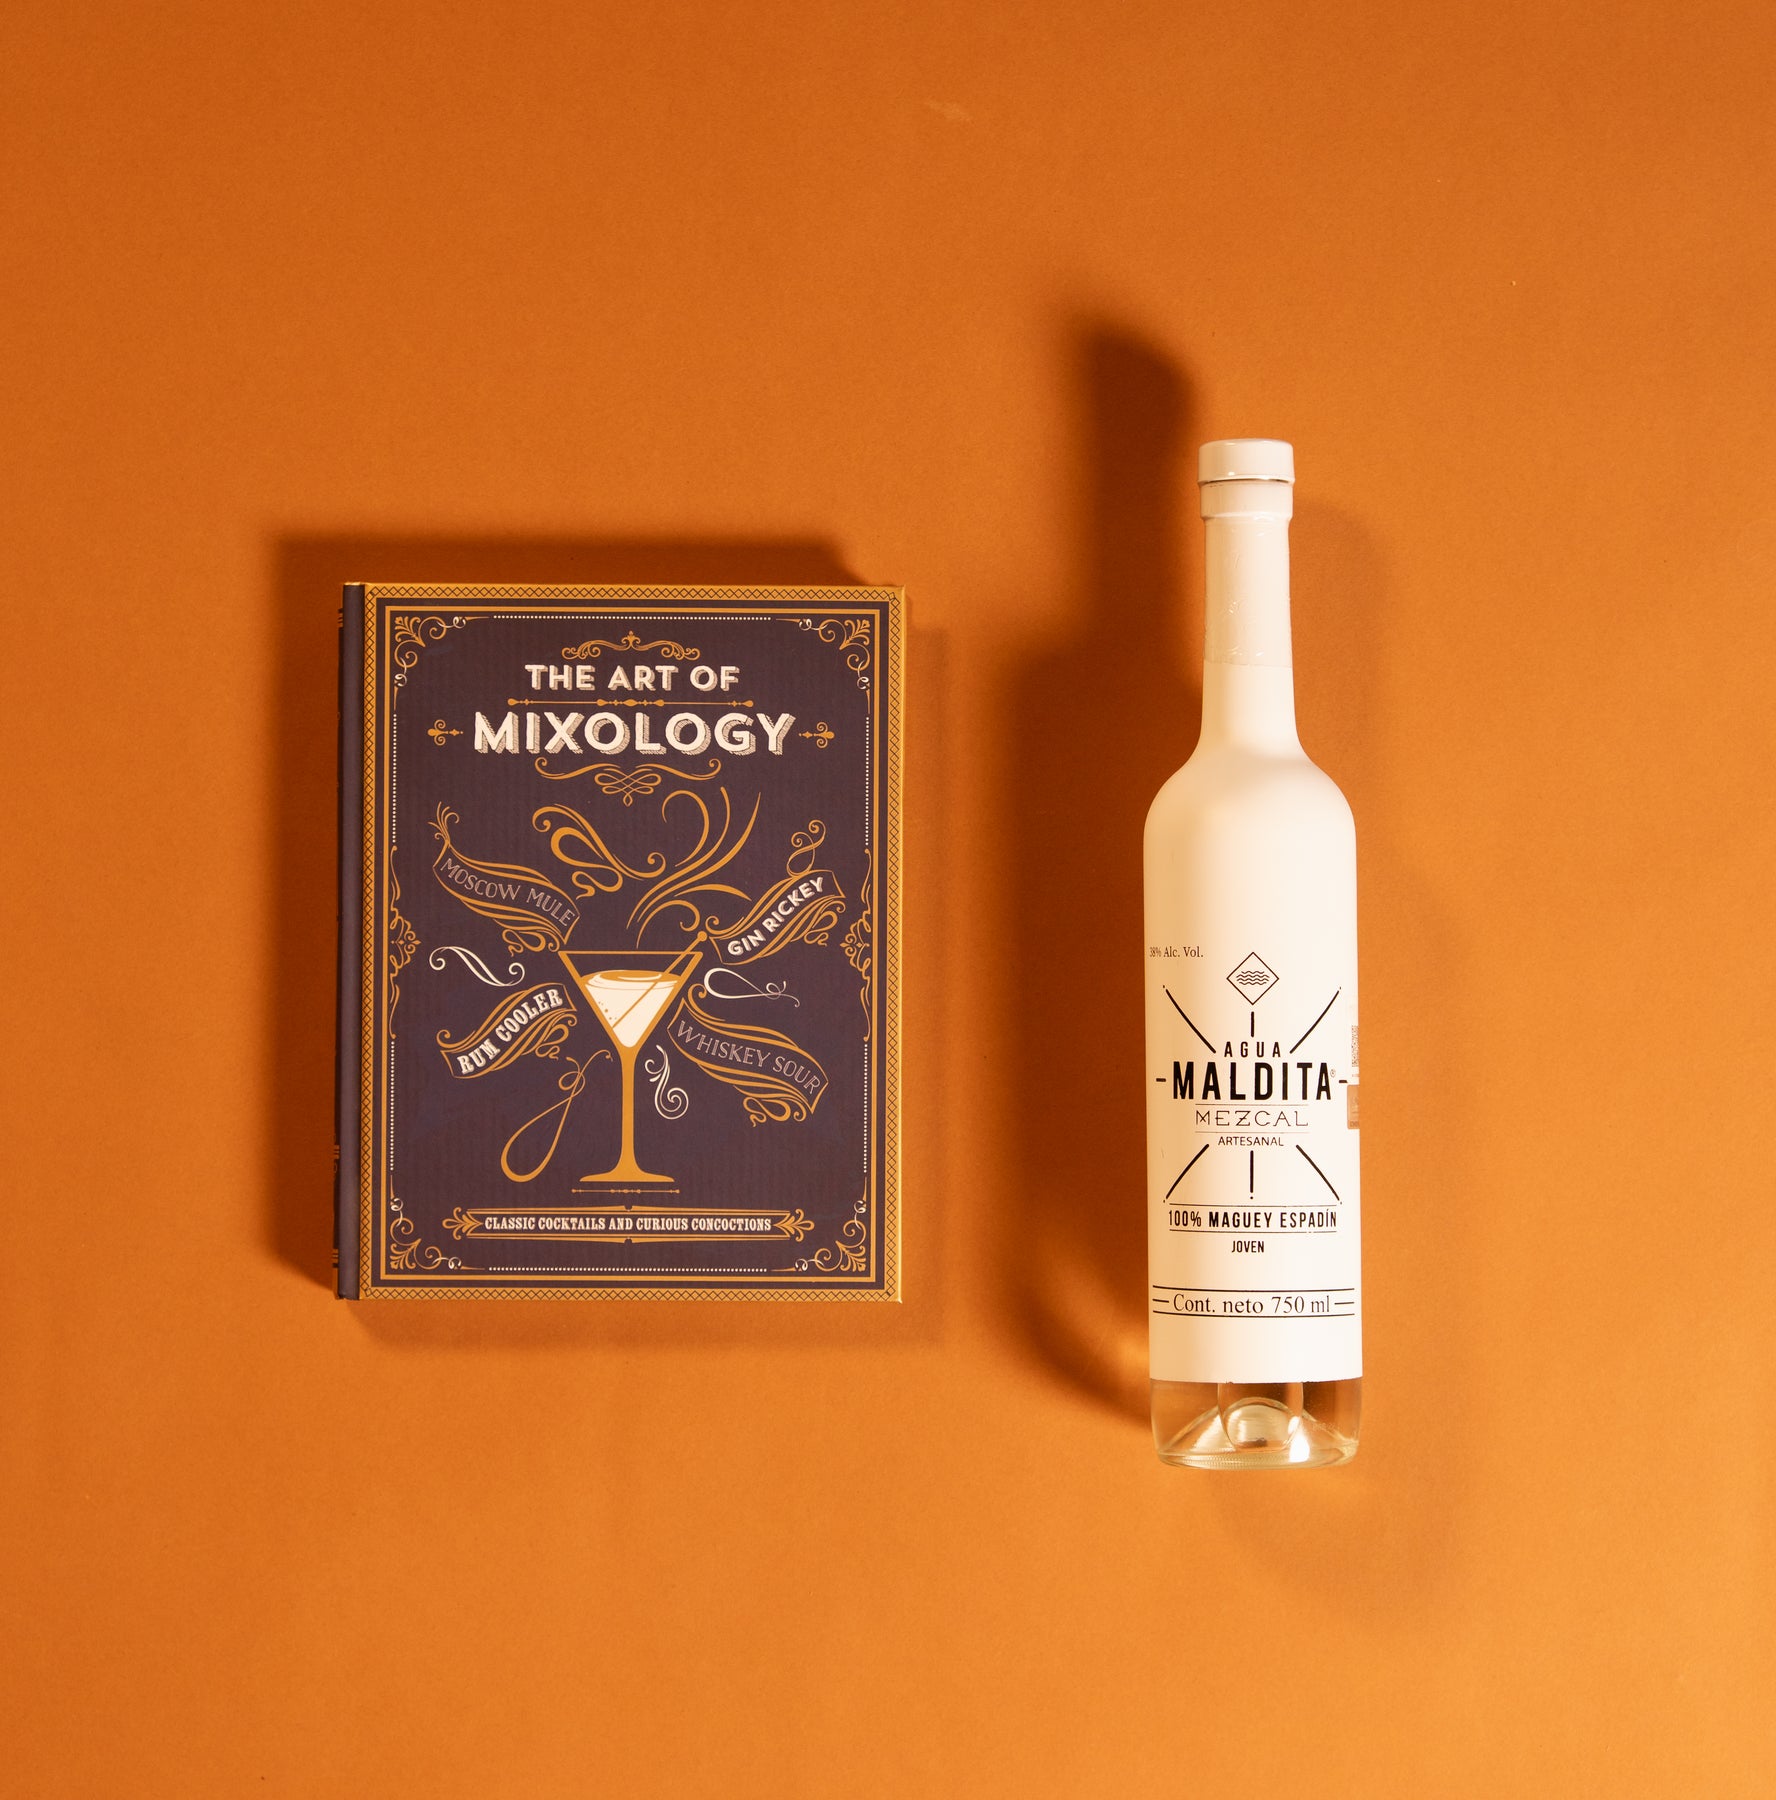 THE ART OF
MIXOLOGY
MOSCOW MULE
GIN RICKEY
RUM COOLER
WHISKEY SOUR
CLASSIC COCKTAILS AND CURIOUS CONCOCTIONS
38% Alc. Vol.
AGUA
MALDITA®
MEZCAL
ARTESANAL
100% MAGUEY ESPADÍN
JOVEN
Cont. neto 750 ml